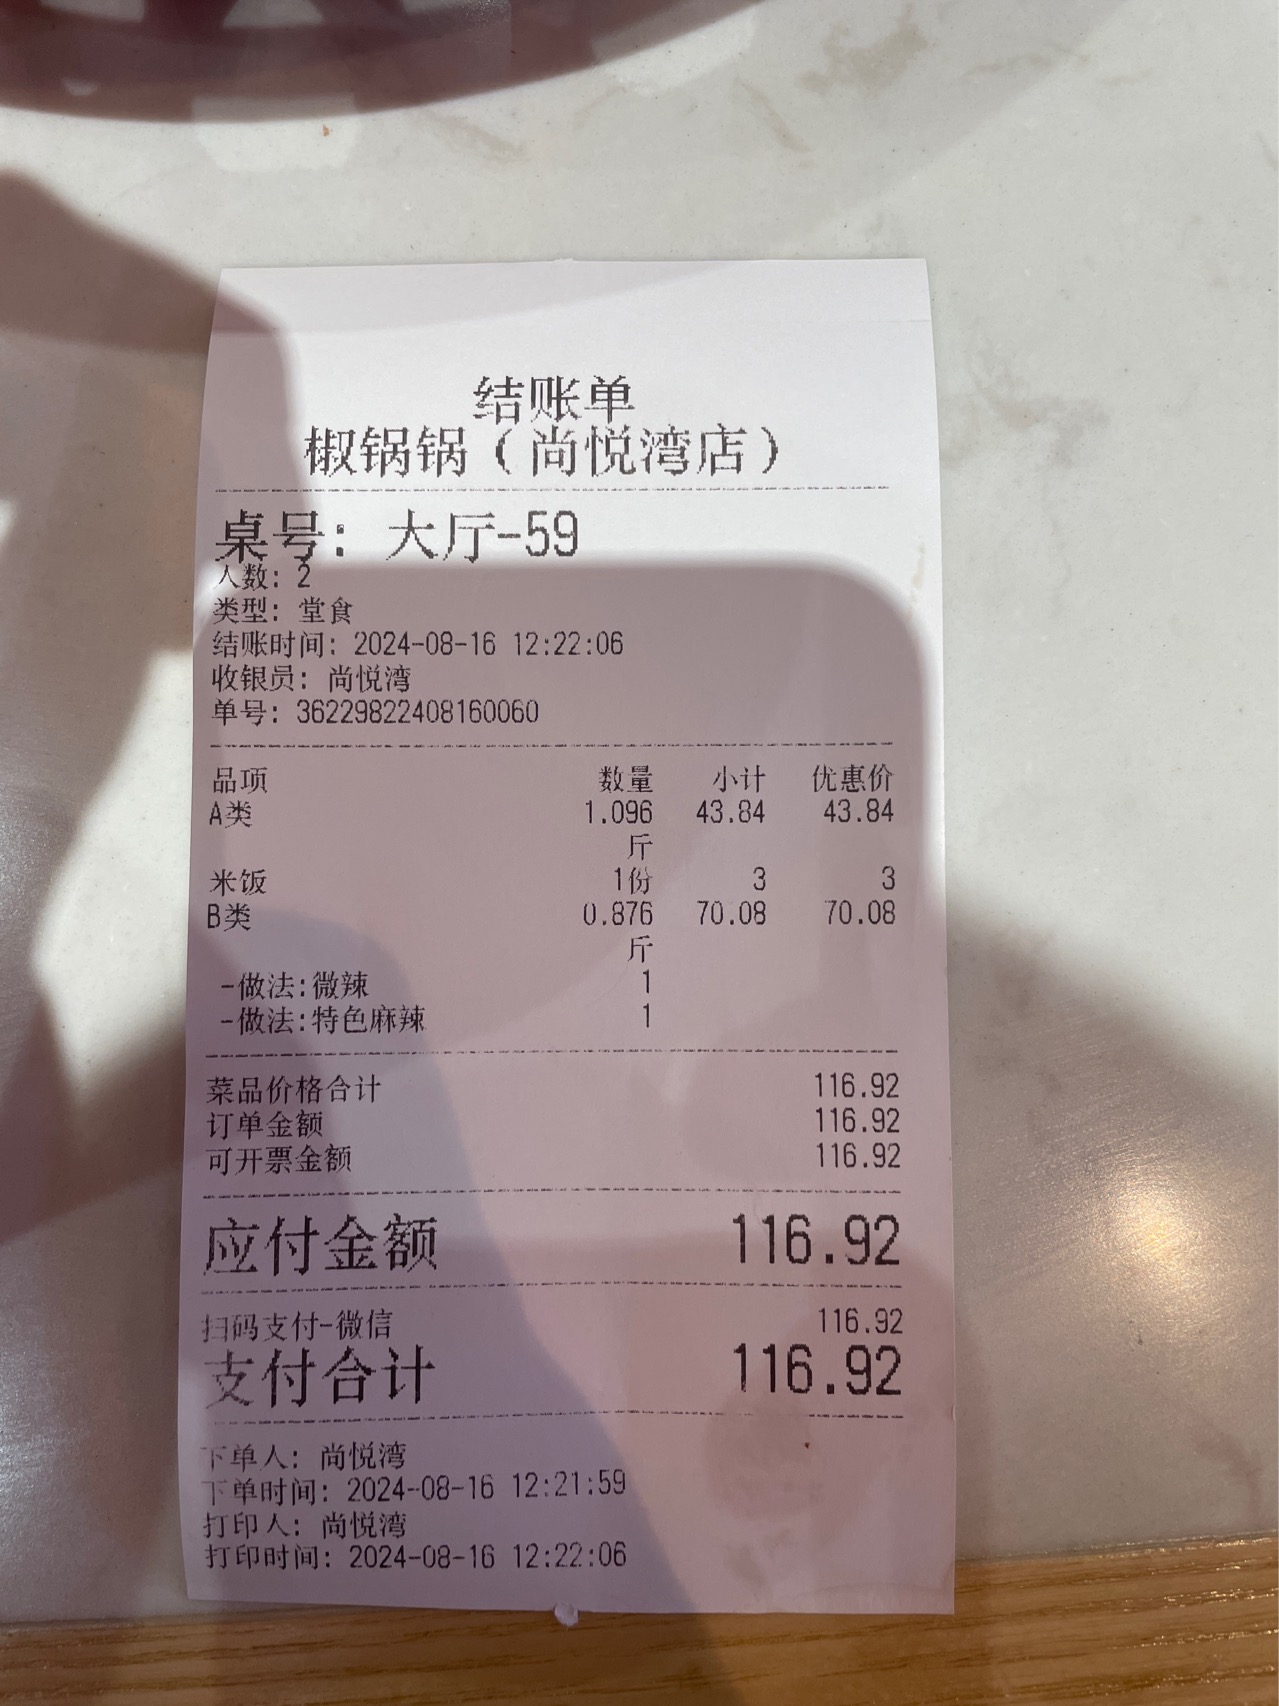 结账单
椒锅锅（尚悦湾店）
桌号: 大厅-59
人数: 2
类型: 堂食
结账时间: 2024-08-16 12:22:06
收银员: 尚悦湾
单号: 36229822408160060
品项 数量 小计 优惠价
A类 1.096 43.84 43.84
斤
米饭 1份 3 3
B类 0.876 70.08 70.08
斤
-做法:微辣 1
-做法:特色麻辣 1
菜品价格合计 116.92
订单金额 116.92
可开票金额 116.92
应付金额 116.92
扫码支付-微信 116.92
支付合计 116.92
下单人: 尚悦湾
下单时间: 2024-08-16 12:21:59
打印人: 尚悦湾
打印时间: 2024-08-16 12:22:06